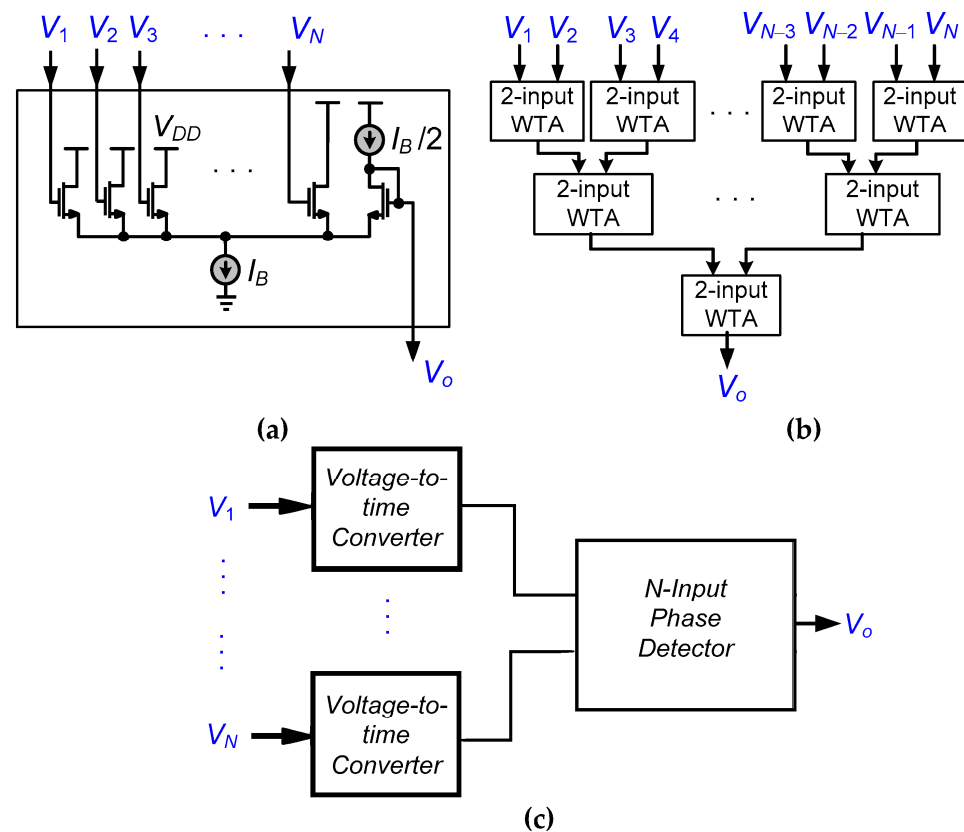 V1 V2 V3 . . . VN
VDD
IB/2
. . .
IB
Vo
(a)
V1 V2 V3 V4 VN–3 VN–2 VN–1 VN
2-input WTA
2-input WTA
. . .
2-input WTA
2-input WTA
2-input WTA
. . .
2-input WTA
2-input WTA
Vo
(b)
V1
Voltage-to-
time
Converter
N-Input
Phase
Detector
Vo
VN
Voltage-to-
time
Converter
(c)